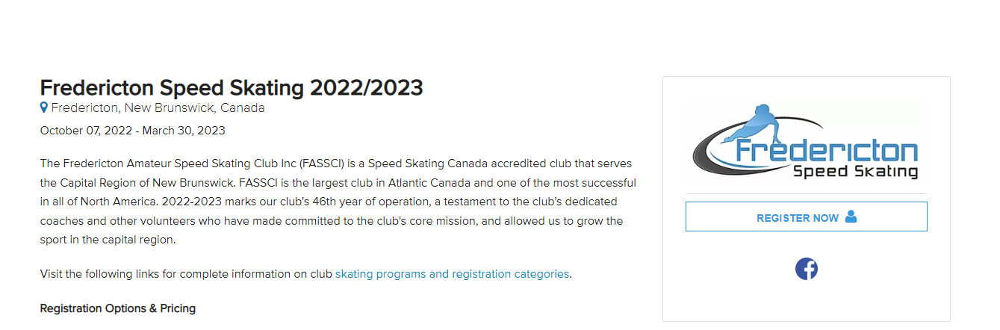 Fredericton Speed Skating 2022/2023
Fredericton, New Brunswick, Canada
October 07, 2022 - March 30, 2023
The Fredericton Amateur Speed Skating Club Inc (FASSCI) is a Speed Skating Canada accredited club that serves
the Capital Region of New Brunswick. FASSCI is the largest club in Atlantic Canada and one of the most successful
in all of North America. 2022-2023 marks our club's 46th year of operation, a testament to the club's dedicated
coaches and other volunteers who have made committed to the club's core mission, and allowed us to grow the
sport in the capital region.
Visit the following links for complete information on club skating programs and registration categories.
Registration Options & Pricing
Fredericton
Speed Skating
REGISTER NOW